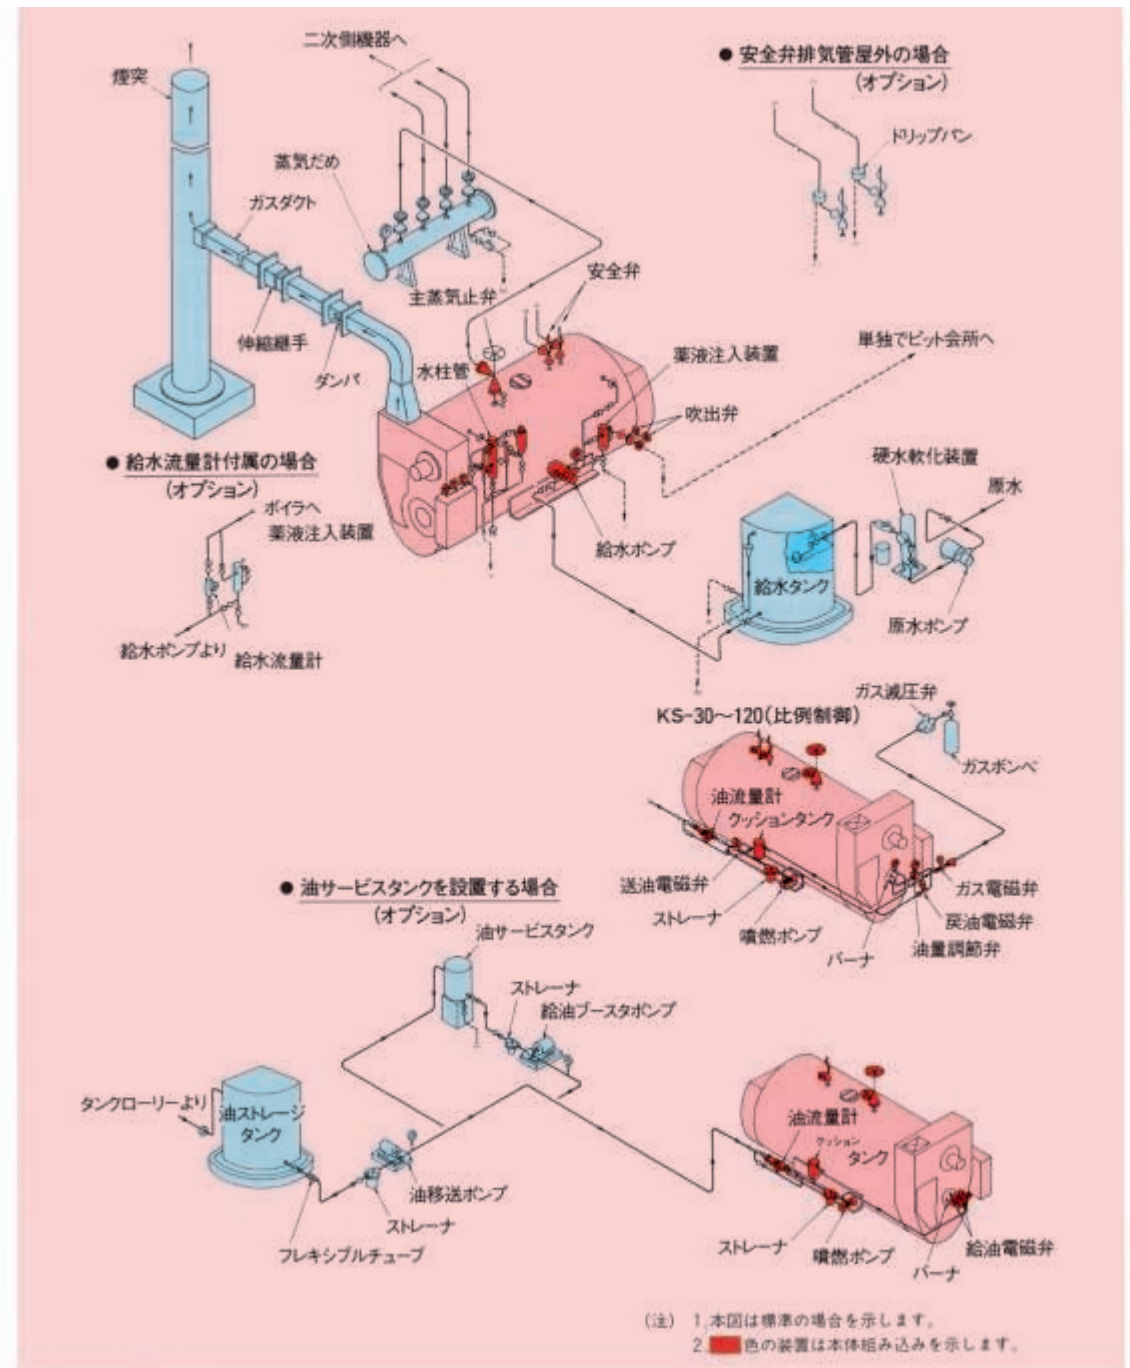 二次側機器へ
● 安全弁排気管屋外の場合
(オプション)
煙突
ドリップパン
蒸気だめ
ガスダクト
安全弁
主蒸気止弁
単独でピット会所へ
伸縮継手
薬液注入装置
水柱管
ダンパ
吹出弁
● 給水流量計付属の場合
(オプション)
硬水軟化装置
原水
ボイラへ
薬液注入装置
給水ポンプ
給水タンク
原水ポンプ
給水ポンプより
給水流量計
ガス減圧弁
KS-30～120(比例制御)
ガスボンベ
油流量計
クッションタンク
● 油サービスタンクを設置する場合
(オプション)
送油電磁弁
ガス電磁弁
ストレーナ
戻油電磁弁
噴燃ポンプ
油量調節弁
バーナ
油サービスタンク
ストレーナ
給油ブースタポンプ
タンクローリーより
油ストレージ
タンク
油流量計
クッション
タンク
油移送ポンプ
ストレーナ
フレキシブルチューブ
ストレーナ
噴燃ポンプ
給油電磁弁
バーナ
(注) 1.本図は標準の場合を示します。
2.色の装置は本体組み込みを示します。